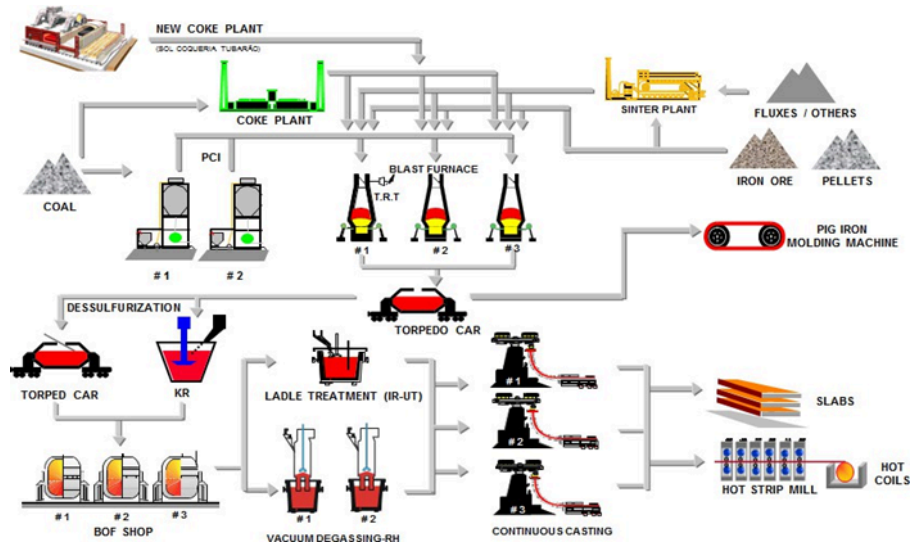 NEW COKE PLANT
(SOL COQUERIA TUBARÃO)
COKE PLANT
SINTER PLANT
FLUXES / OTHERS
COAL
PCI
BLAST FURNACE
T.R.T
IRON ORE
PELLETS
#1
#2
#1
#2
#3
PIG IRON
MOLDING MACHINE
DESSULFURIZATION
TORPEDO CAR
TORPED CAR
KR
LADLE TREATMENT (IR-UT)
#1
#2
#3
SLABS
HOT STRIP MILL
HOT
COILS
#1
#2
#3
BOF SHOP
#1
#2
VACUUM DEGASSING-RH
CONTINUOUS CASTING